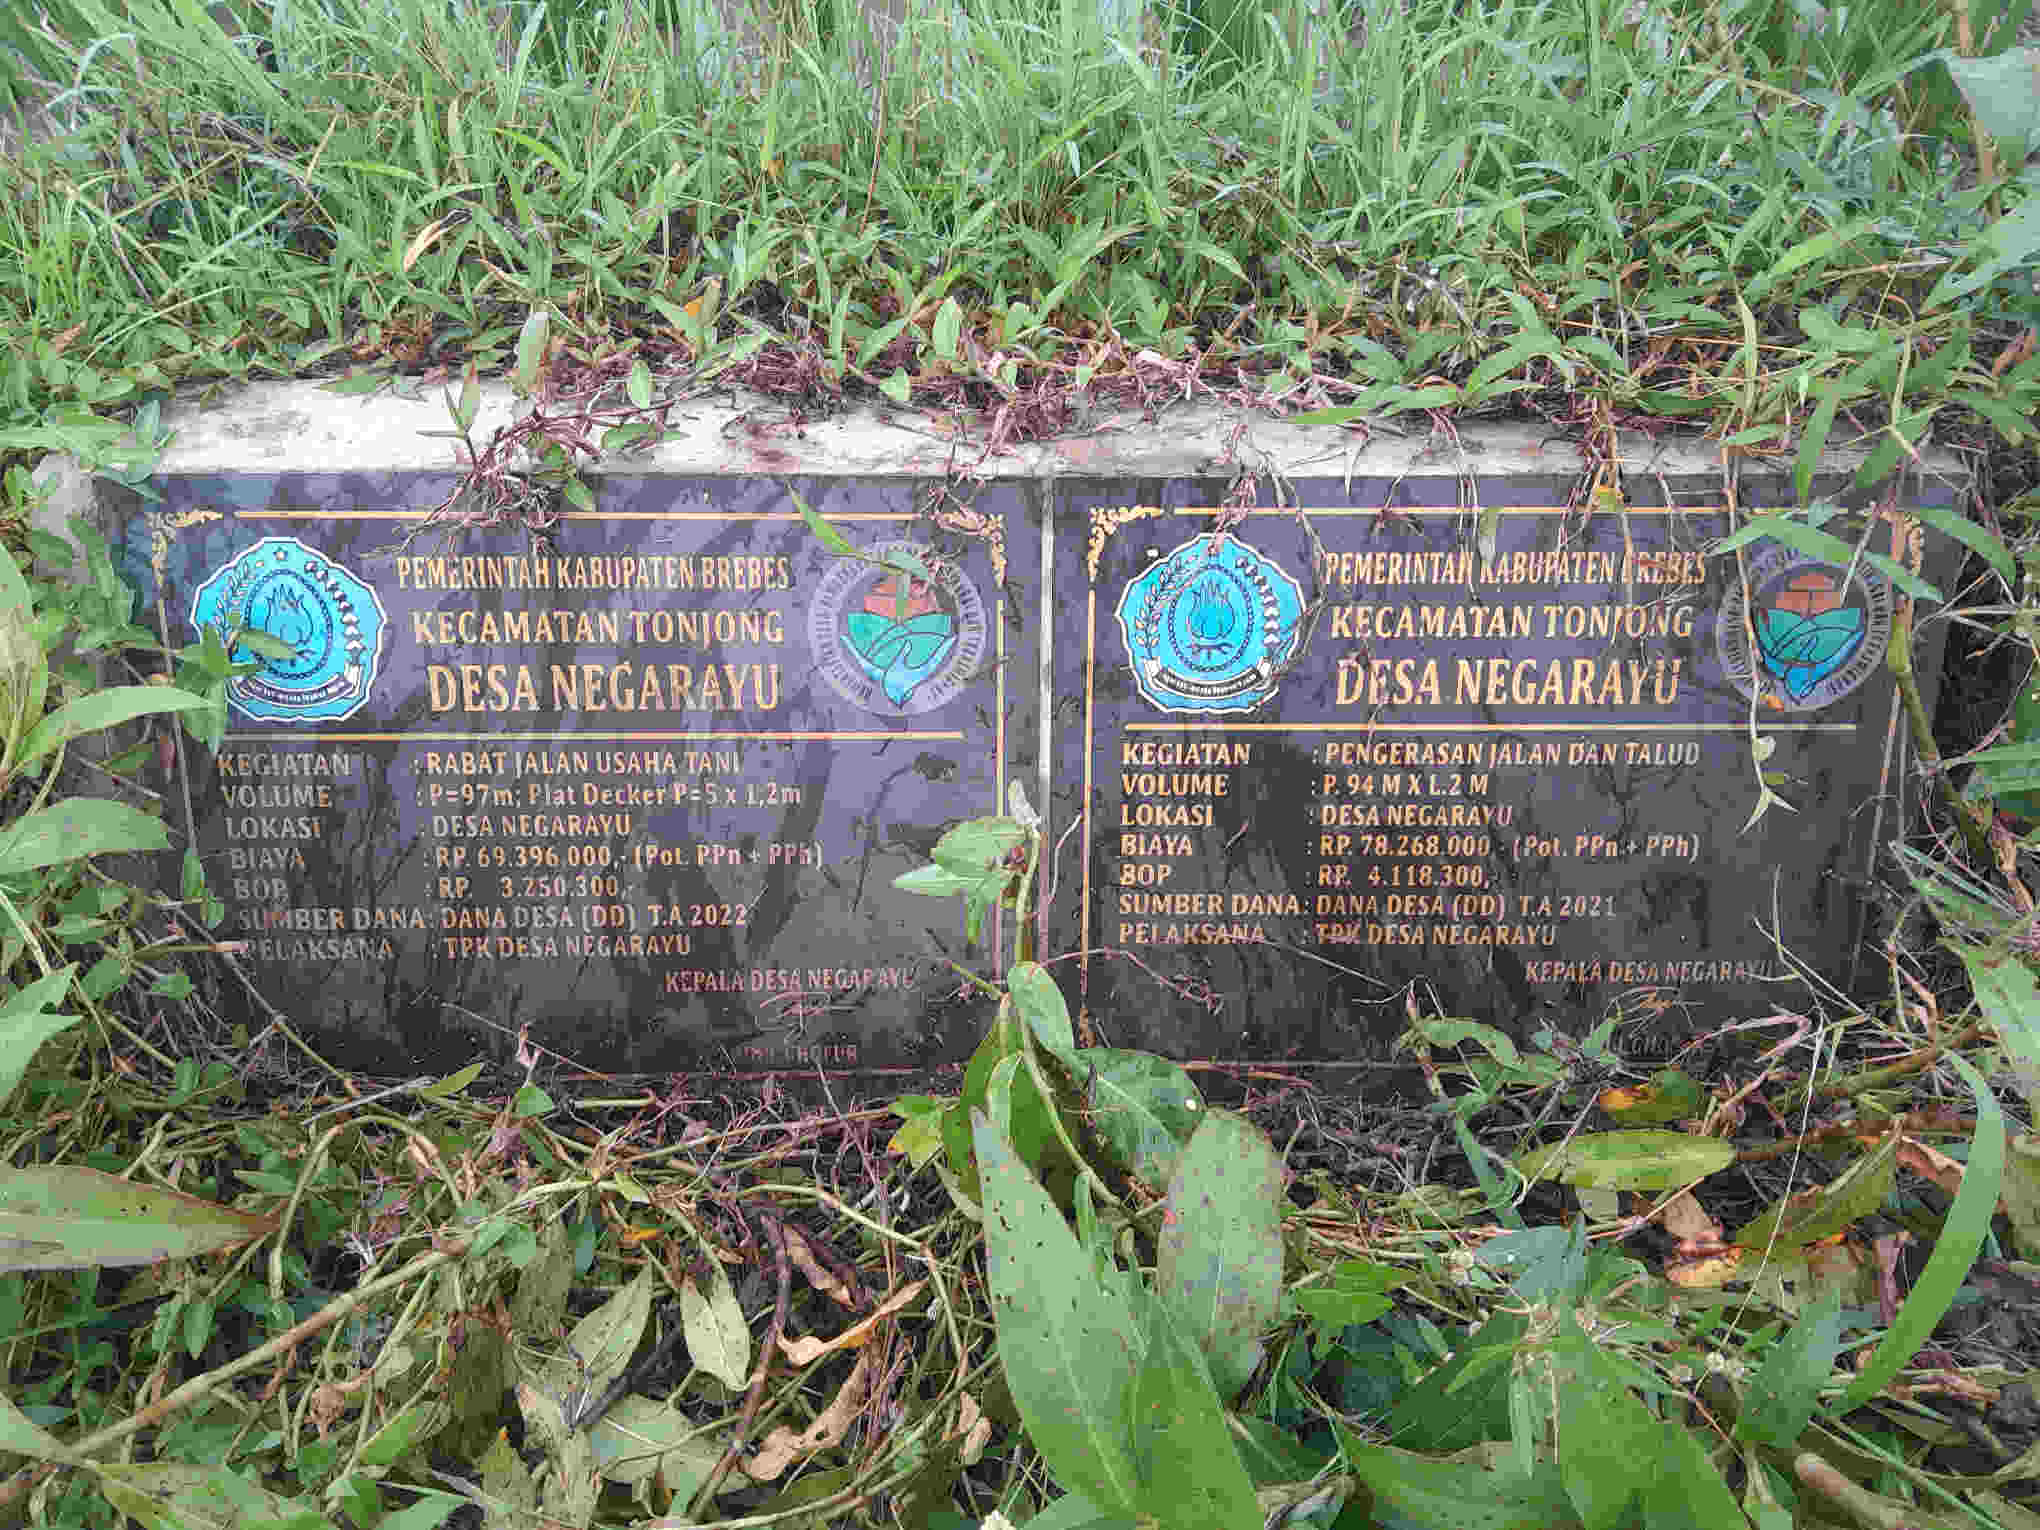 PEMERINTAH KABUPATEN BREBES
KECAMATAN TONJONG
DESA NEGARAYU
KEGIATAN : RABAT JALAN USAHA TANI
VOLUME : P=97m; Plat Decker P=5 x 1,2m
LOKASI : DESA NEGARAYU
BIAYA : RP. 69.396.000,- (Pot. PPn + PPh)
BOP : RP. 3.250.300,-
SUMBER DANA : DANA DESA (DD) T.A 2022
PELAKSANA : TPK DESA NEGARAYU
KEPALA DESA NEGARAYU
PEMERINTAH KABUPATEN BREBES
KECAMATAN TONJONG
DESA NEGARAYU
KEGIATAN : PENGERASAN JALAN DAN TALUD
VOLUME : P. 94 M X L.2 M
LOKASI : DESA NEGARAYU
BIAYA : RP. 78.268.000 - (Pot. PPn + PPh)
BOP : RP. 4.118.300,-
SUMBER DANA : DANA DESA (DD) T.A 2021
PELAKSANA : TPK DESA NEGARAYU
KEPALA DESA NEGARAYU